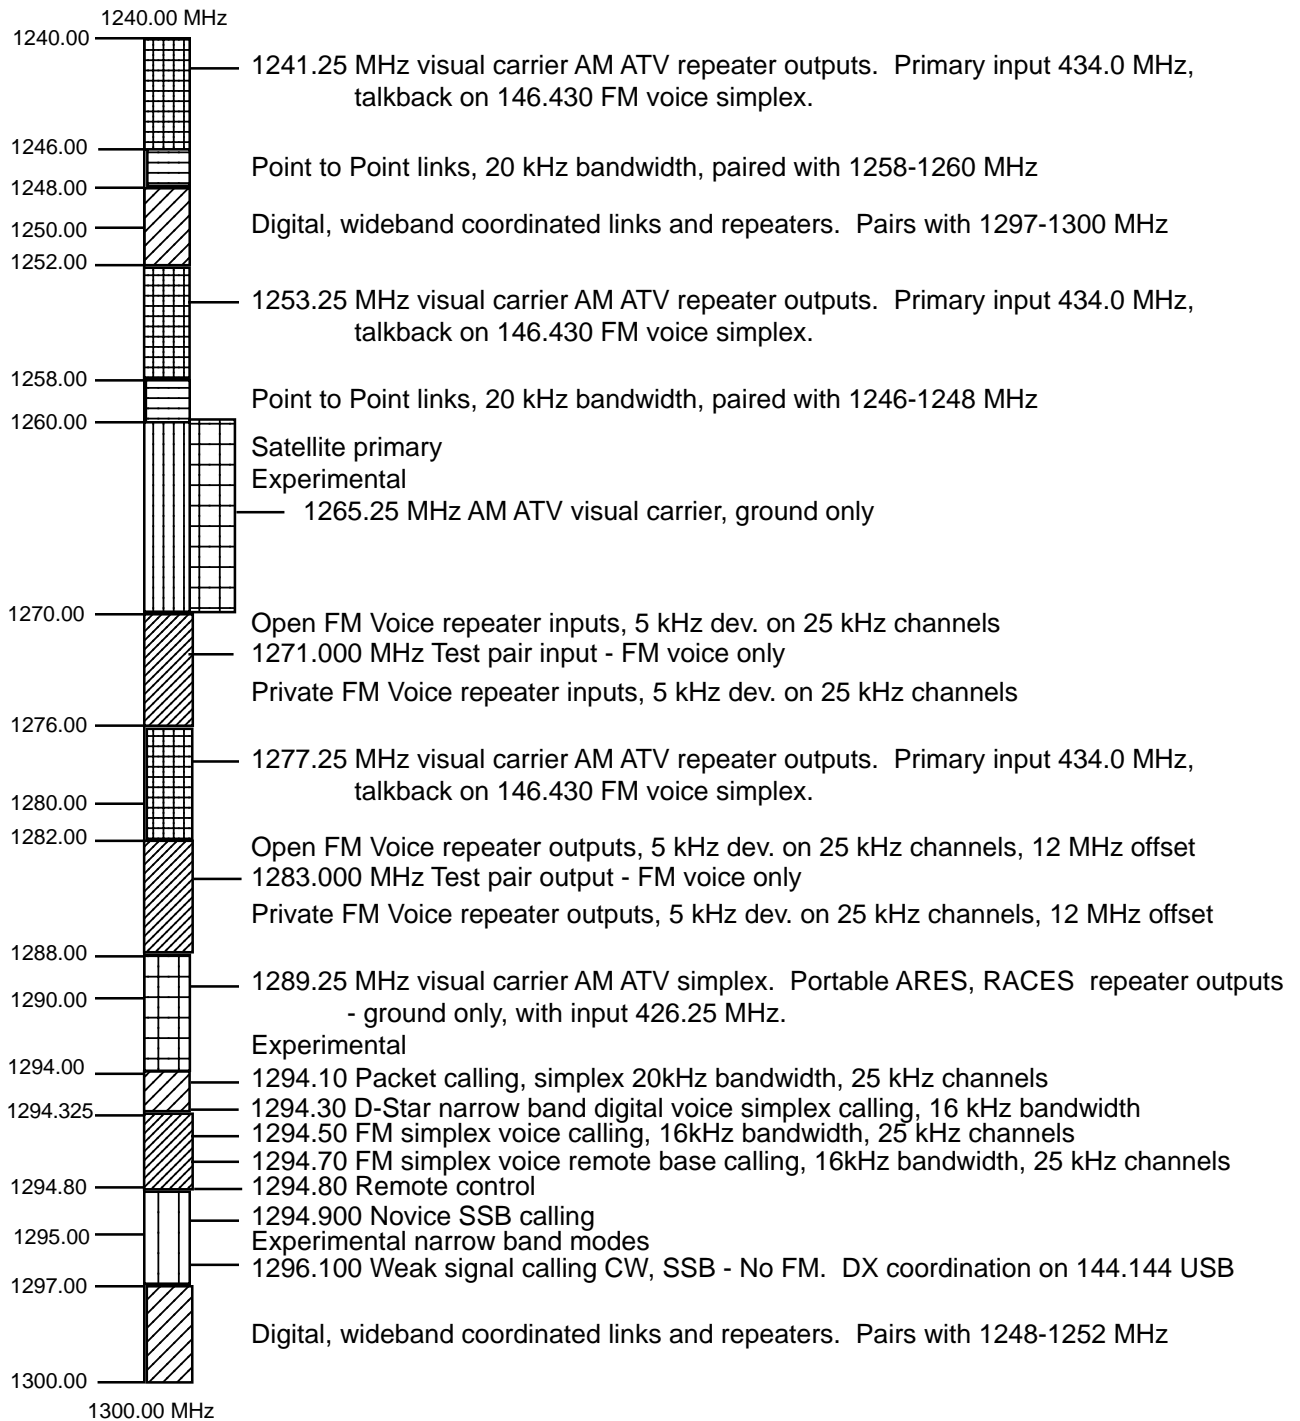 1240.00 MHz
1240.00
1241.25 MHz visual carrier AM ATV repeater outputs.  Primary input 434.0 MHz,
talkback on 146.430 FM voice simplex.
1246.00
Point to Point links, 20 kHz bandwidth, paired with 1258-1260 MHz
1248.00
1250.00
Digital, wideband coordinated links and repeaters.  Pairs with 1297-1300 MHz
1252.00
1253.25 MHz visual carrier AM ATV repeater outputs.  Primary input 434.0 MHz,
talkback on 146.430 FM voice simplex.
1258.00
Point to Point links, 20 kHz bandwidth, paired with 1246-1248 MHz
1260.00
Satellite primary
Experimental
1265.25 MHz AM ATV visual carrier, ground only
1270.00
Open FM Voice repeater inputs, 5 kHz dev. on 25 kHz channels
1271.000 MHz Test pair input - FM voice only
Private FM Voice repeater inputs, 5 kHz dev. on 25 kHz channels
1276.00
1277.25 MHz visual carrier AM ATV repeater outputs.  Primary input 434.0 MHz,
talkback on 146.430 FM voice simplex.
1280.00
1282.00
Open FM Voice repeater outputs, 5 kHz dev. on 25 kHz channels, 12 MHz offset
1283.000 MHz Test pair output - FM voice only
Private FM Voice repeater outputs, 5 kHz dev. on 25 kHz channels, 12 MHz offset
1288.00
1289.25 MHz visual carrier AM ATV simplex.  Portable ARES, RACES  repeater outputs
1290.00
- ground only, with input 426.25 MHz.
Experimental
1294.00
1294.10 Packet calling, simplex 20kHz bandwidth, 25 kHz channels
1294.325
1294.30 D-Star narrow band digital voice simplex calling, 16 kHz bandwidth
1294.50 FM simplex voice calling, 16kHz bandwidth, 25 kHz channels
1294.70 FM simplex voice remote base calling, 16kHz bandwidth, 25 kHz channels
1294.80
1294.80 Remote control
1294.900 Novice SSB calling
1295.00
Experimental narrow band modes
1296.100 Weak signal calling CW, SSB - No FM.  DX coordination on 144.144 USB
1297.00
Digital, wideband coordinated links and repeaters.  Pairs with 1248-1252 MHz
1300.00
1300.00 MHz